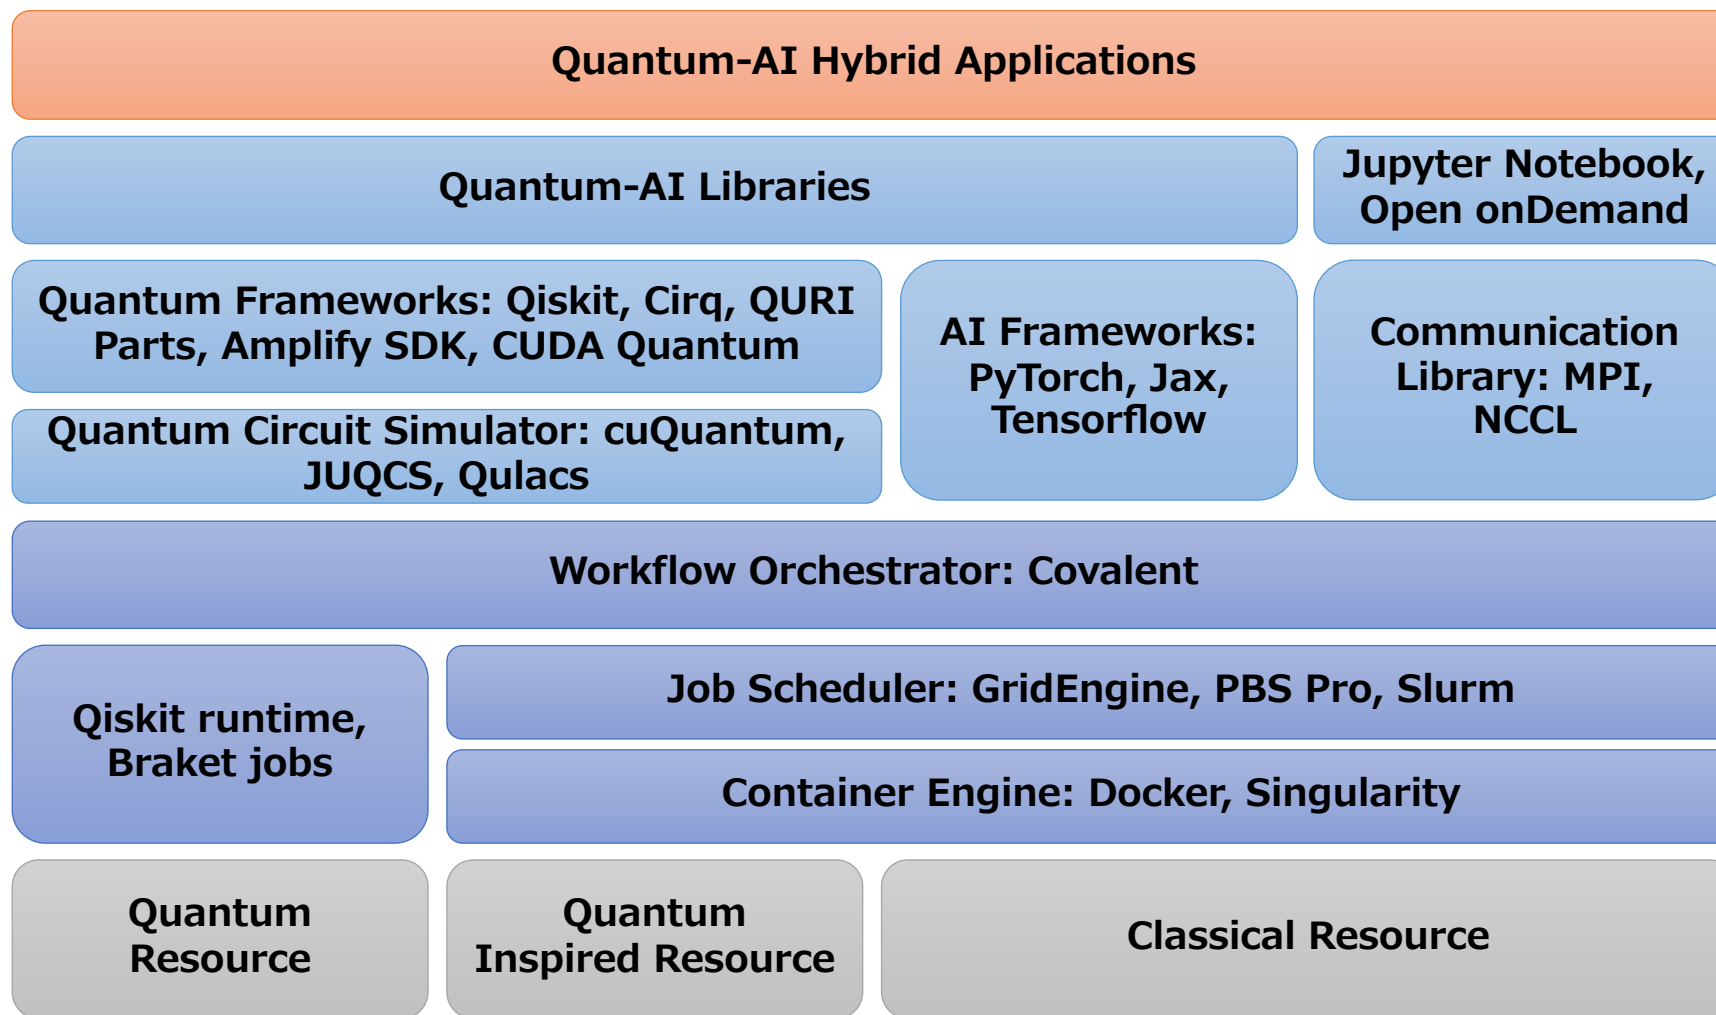 Quantum-AI Hybrid Applications
Quantum-AI Libraries
Jupyter Notebook,
Open onDemand
Quantum Frameworks: Qiskit, Cirq, QURI
Parts, Amplify SDK, CUDA Quantum
AI Frameworks:
PyTorch, Jax,
Tensorflow
Communication
Library: MPI,
NCCL
Quantum Circuit Simulator: cuQuantum,
JUQCS, Qulacs
Workflow Orchestrator: Covalent
Qiskit runtime,
Braket jobs
Job Scheduler: GridEngine, PBS Pro, Slurm
Container Engine: Docker, Singularity
Quantum
Resource
Quantum
Inspired Resource
Classical Resource